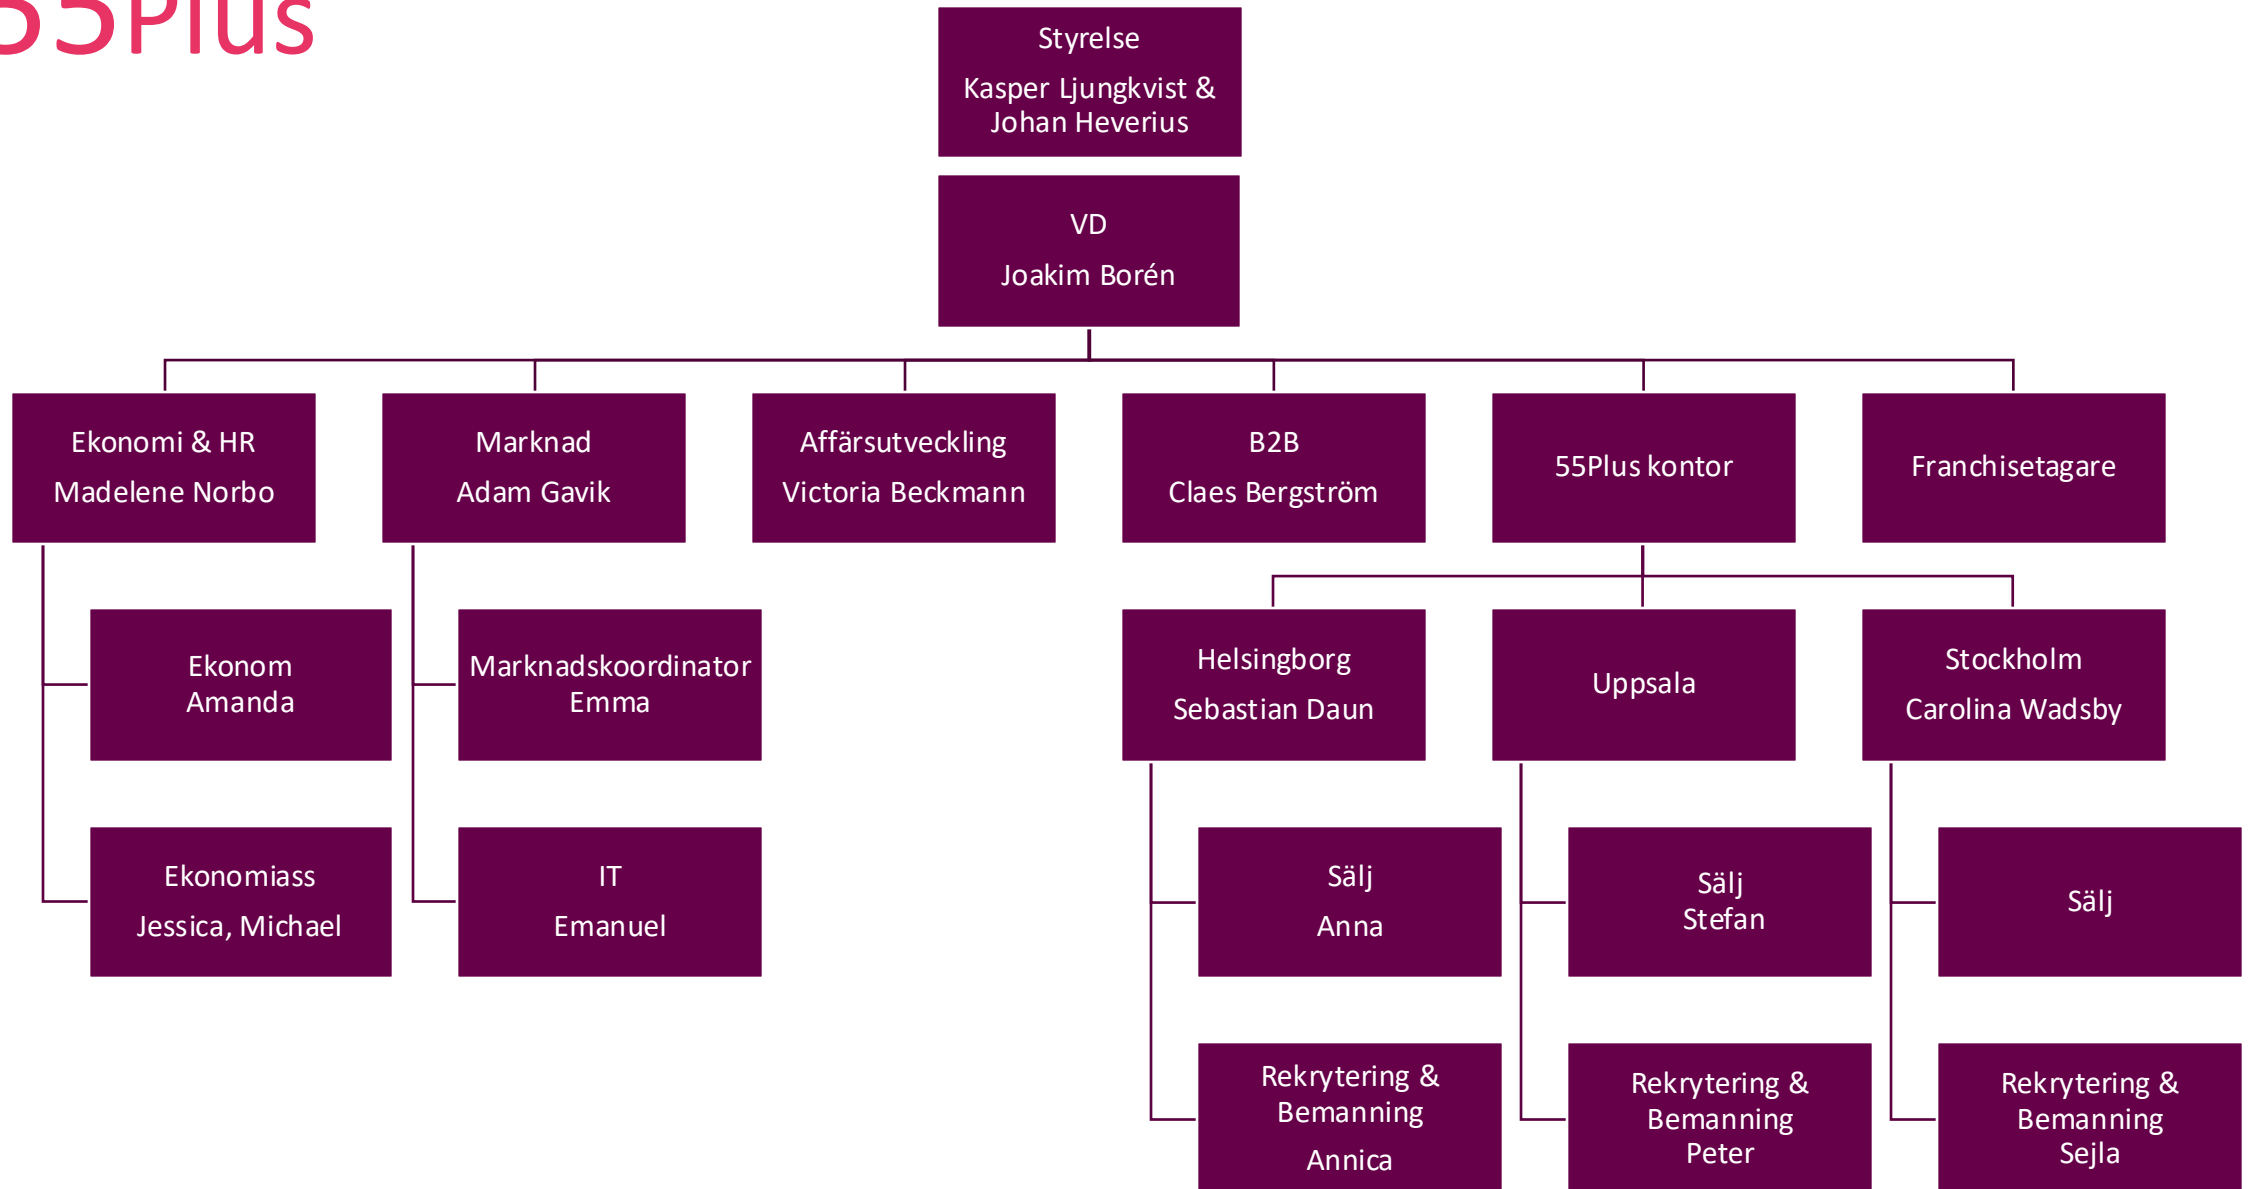 55Plus
Styrelse
Kasper Ljungkvist &
Johan Heverius
VD
Joakim Borén
Ekonomi & HR
Madelene Norbo
Marknad
Adam Gavik
Affärsutveckling
Victoria Beckmann
B2B
Claes Bergström
55Plus kontor
Franchisetagare
Ekonom
Amanda
Marknadskoordinator
Emma
Helsingborg
Sebastian Daun
Uppsala
Stockholm
Carolina Wadsby
Ekonomiass
Jessica, Michael
IT
Emanuel
Sälj
Anna
Sälj
Stefan
Sälj
Rekrytering &
Bemanning
Annica
Rekrytering &
Bemanning
Peter
Rekrytering &
Bemanning
Sejla